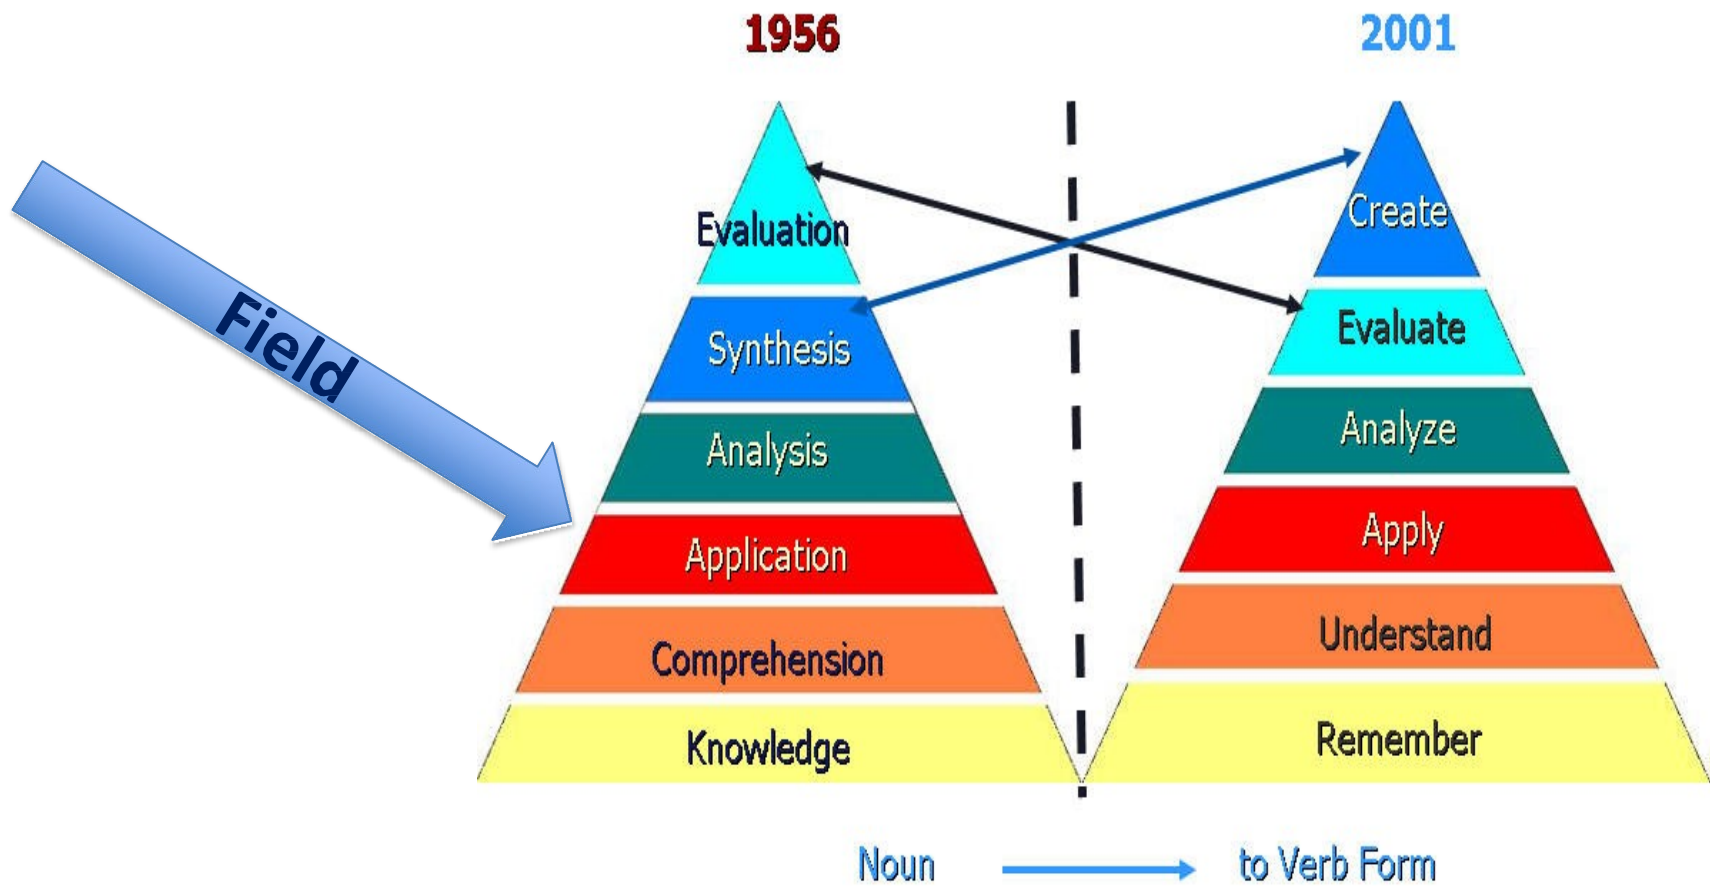 1956
2001
Field
Evaluation
Synthesis
Analysis
Application
Comprehension
Knowledge
Create
Evaluate
Analyze
Apply
Understand
Remember
Noun to Verb Form